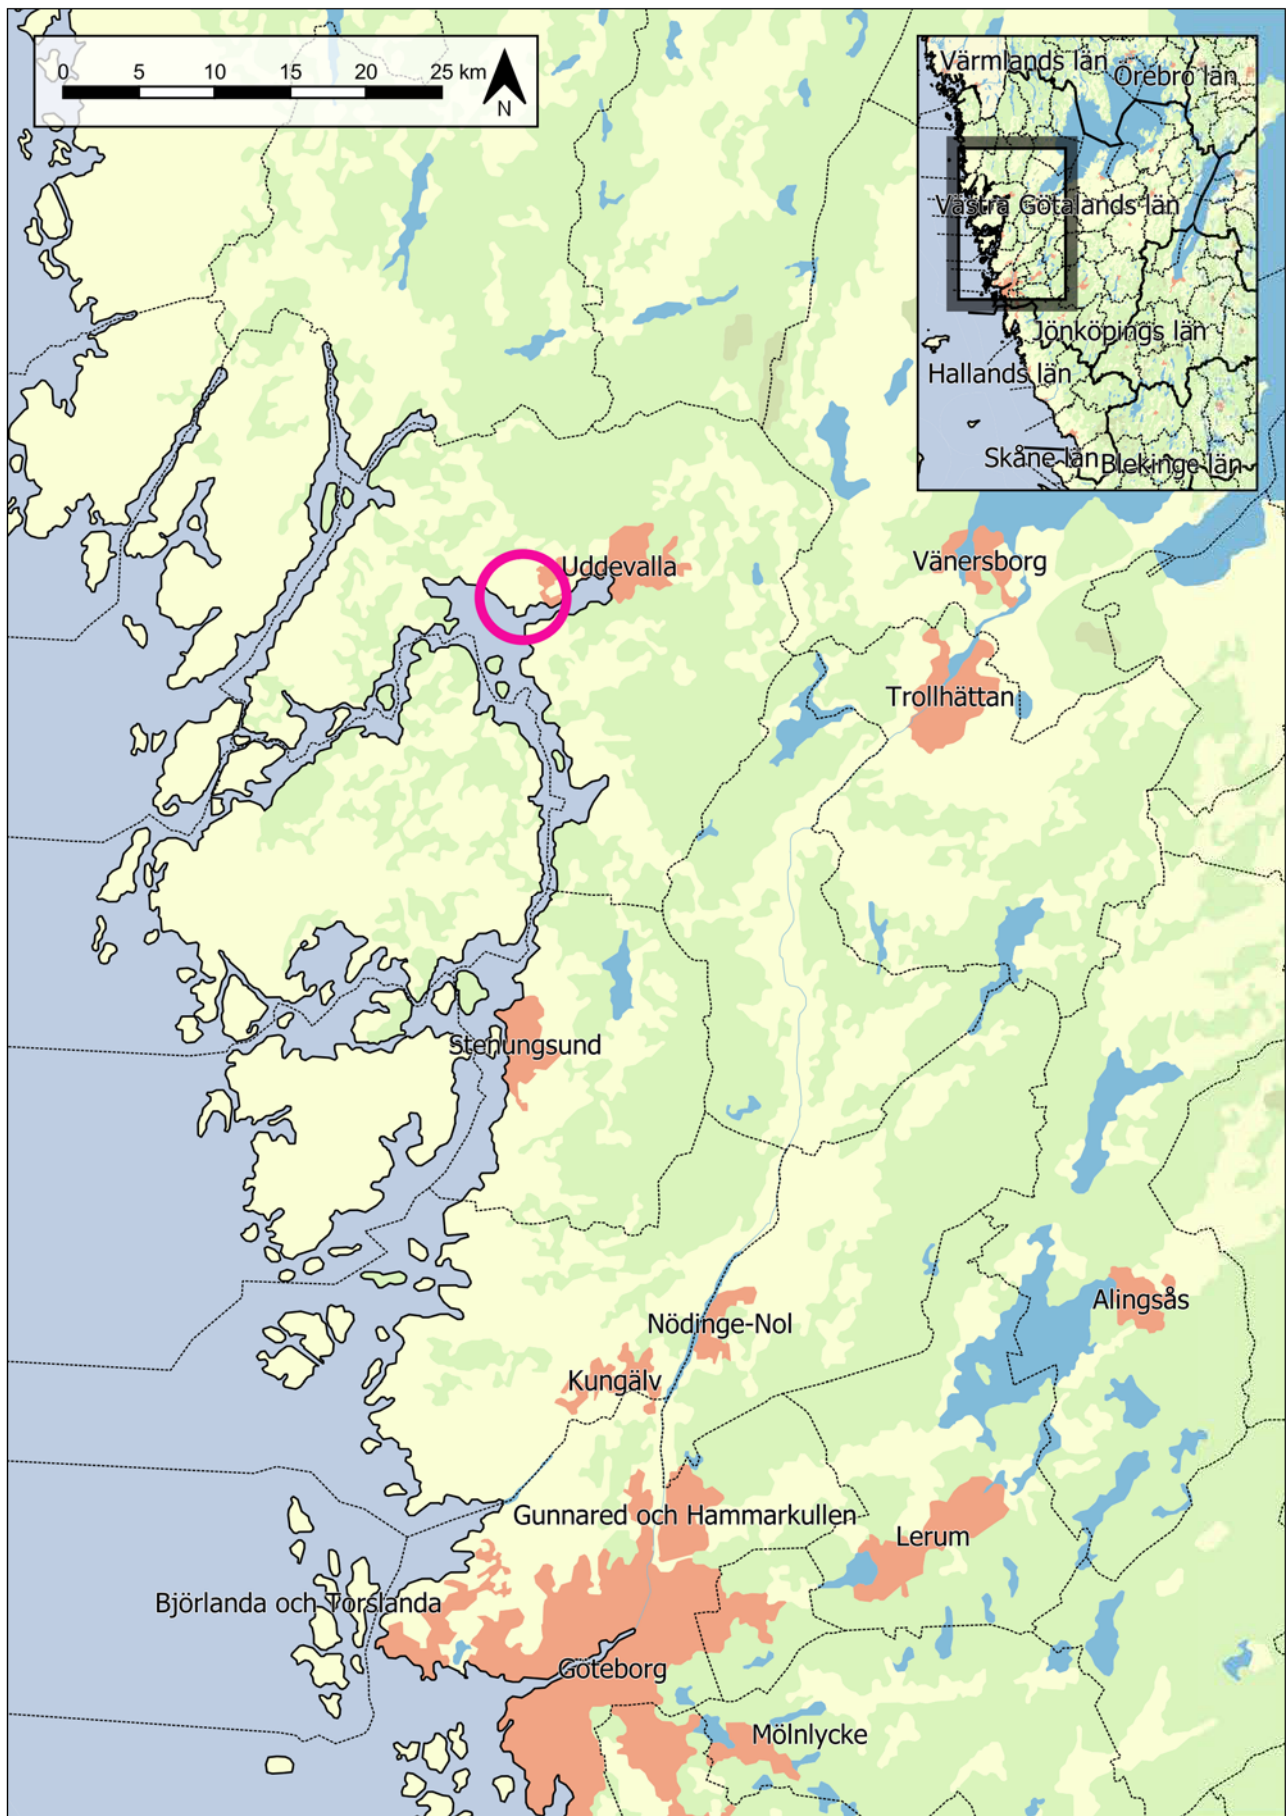 0 5 10 15 20 25 km
N
Värmlands län
Örebro län
Västra Götalands län
Jönköpings län
Hallands län
Skåne län
Blekinge län
Uddevalla
Vänersborg
Trollhättan
Stenungsund
Alingsås
Nödinge-Nol
Kungälv
Gunnared och Hammarkullen
Lerum
Björlanda och Torslanda
Göteborg
Mölnlycke